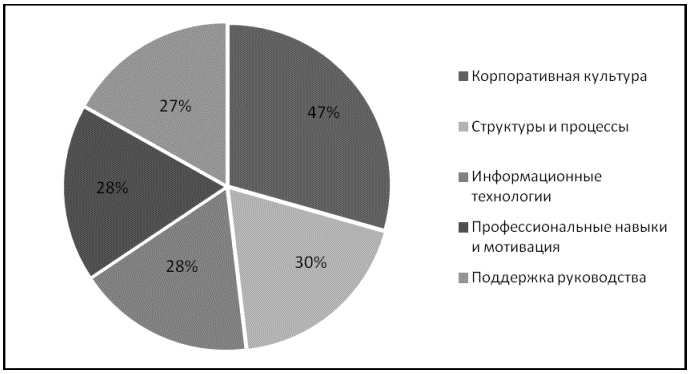 47%
30%
28%
28%
27%
Корпоративная культура
Структуры и процессы
Информационные
технологии
Профессиональные навыки
и мотивация
Поддержка руководства